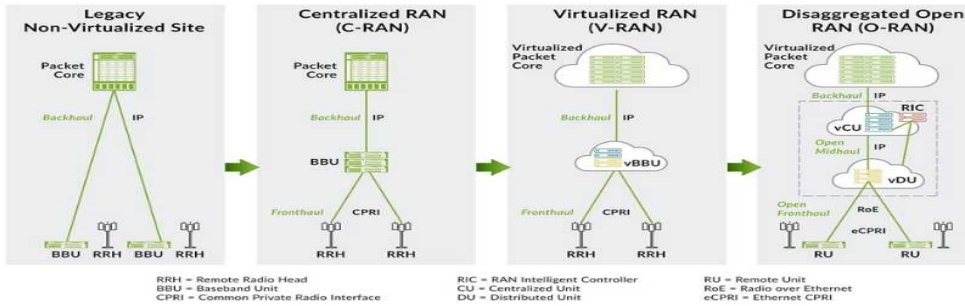 Legacy
Non-Virtualized Site
Packet
Core
Backhaul
IP
BBU
RRH
BBU
RRH
Centralized RAN
(C-RAN)
Packet
Core
Backhaul
IP
BBU
Fronthaul
CPRI
RRH
RRH
Virtualized RAN
(V-RAN)
Virtualized
Packet
Core
Backhaul
IP
vBBU
Fronthaul
CPRI
RRH
RRH
Disaggregated Open
RAN (O-RAN)
Virtualized
Packet
Core
Backhaul
IP
RIC
vCU
Open
Midhaul
IP
vDU
Open
Fronthaul
RoE
eCPRI
RU
RU
RRH = Remote Radio Head
BBU = Baseband Unit
CPRI = Common Private Radio Interface
RIC = RAN Intelligent Controller
CU = Centralized Unit
DU = Distributed Unit
RU = Remote Unit
RoE = Radio over Ethernet
eCPRI = Ethernet CPRI